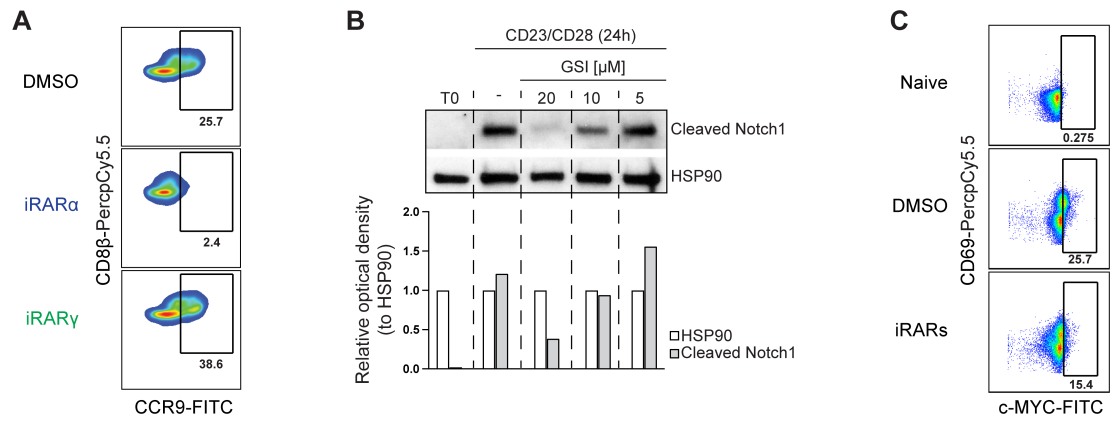 A
DMSO
25.7
iRARα
2.4
iRARγ
38.6
CD8β-PercpCy5.5
CCR9-FITC
B
CD23/CD28 (24h)
GSI [µM]
T0 - 20 10 5
Cleaved Notch1
HSP90
Relative optical density
(to HSP90)
2.0
1.5
1.0
0.5
0.0
HSP90
Cleaved Notch1
C
Naive
0.275
DMSO
25.7
iRARs
15.4
CD69-PercpCy5.5
c-MYC-FITC